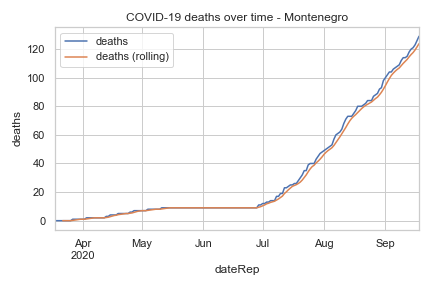 COVID-19 deaths over time - Montenegro
deaths
deaths (rolling)
120
100
80
60
40
20
0
deaths
Apr
2020
May
Jun
Jul
Aug
Sep
dateRep